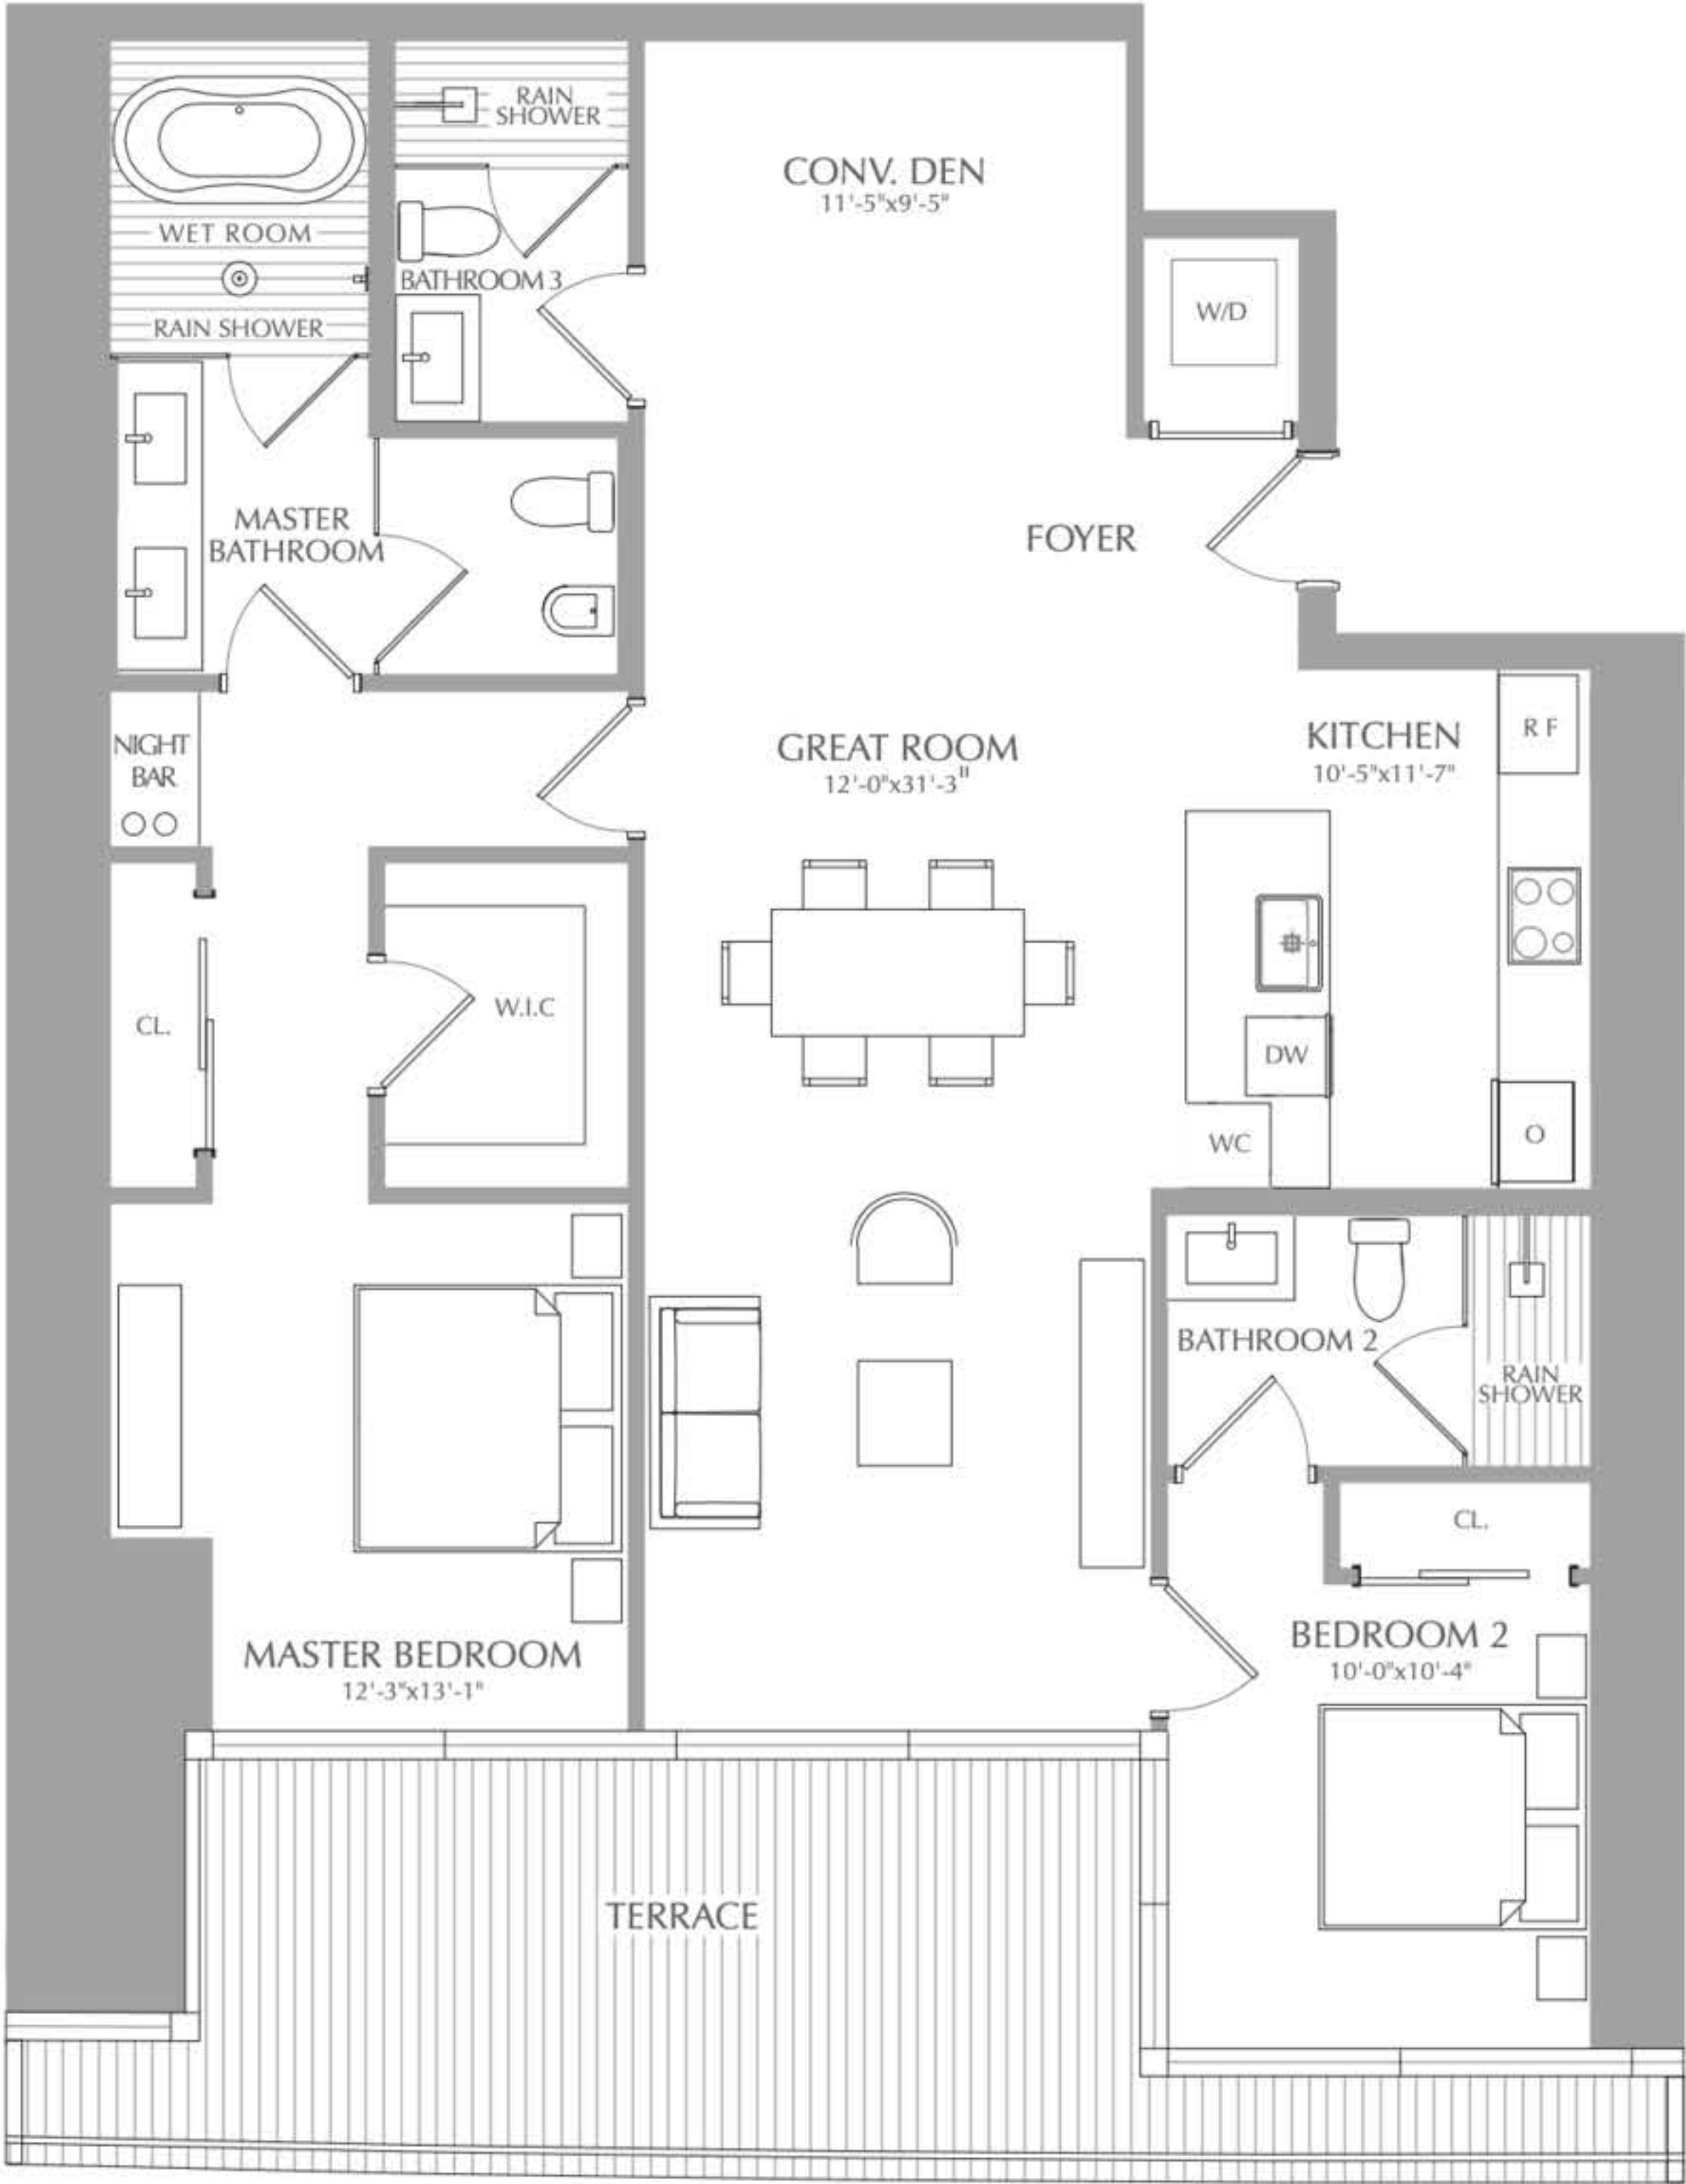 RAIN
SHOWER
CONV. DEN
11'-5"x9'-5"
WET ROOM
BATHROOM 3
RAIN SHOWER
W/D
MASTER
BATHROOM
FOYER
NIGHT
BAR
GREAT ROOM
12'-0"x31'-3"
KITCHEN
10'-5"x11'-7"
R F
CL.
W.I.C
DW
WC
O
BATHROOM 2
RAIN
SHOWER
CL.
MASTER BEDROOM
12'-3"x13'-1"
BEDROOM 2
10'-0"x10'-4"
TERRACE